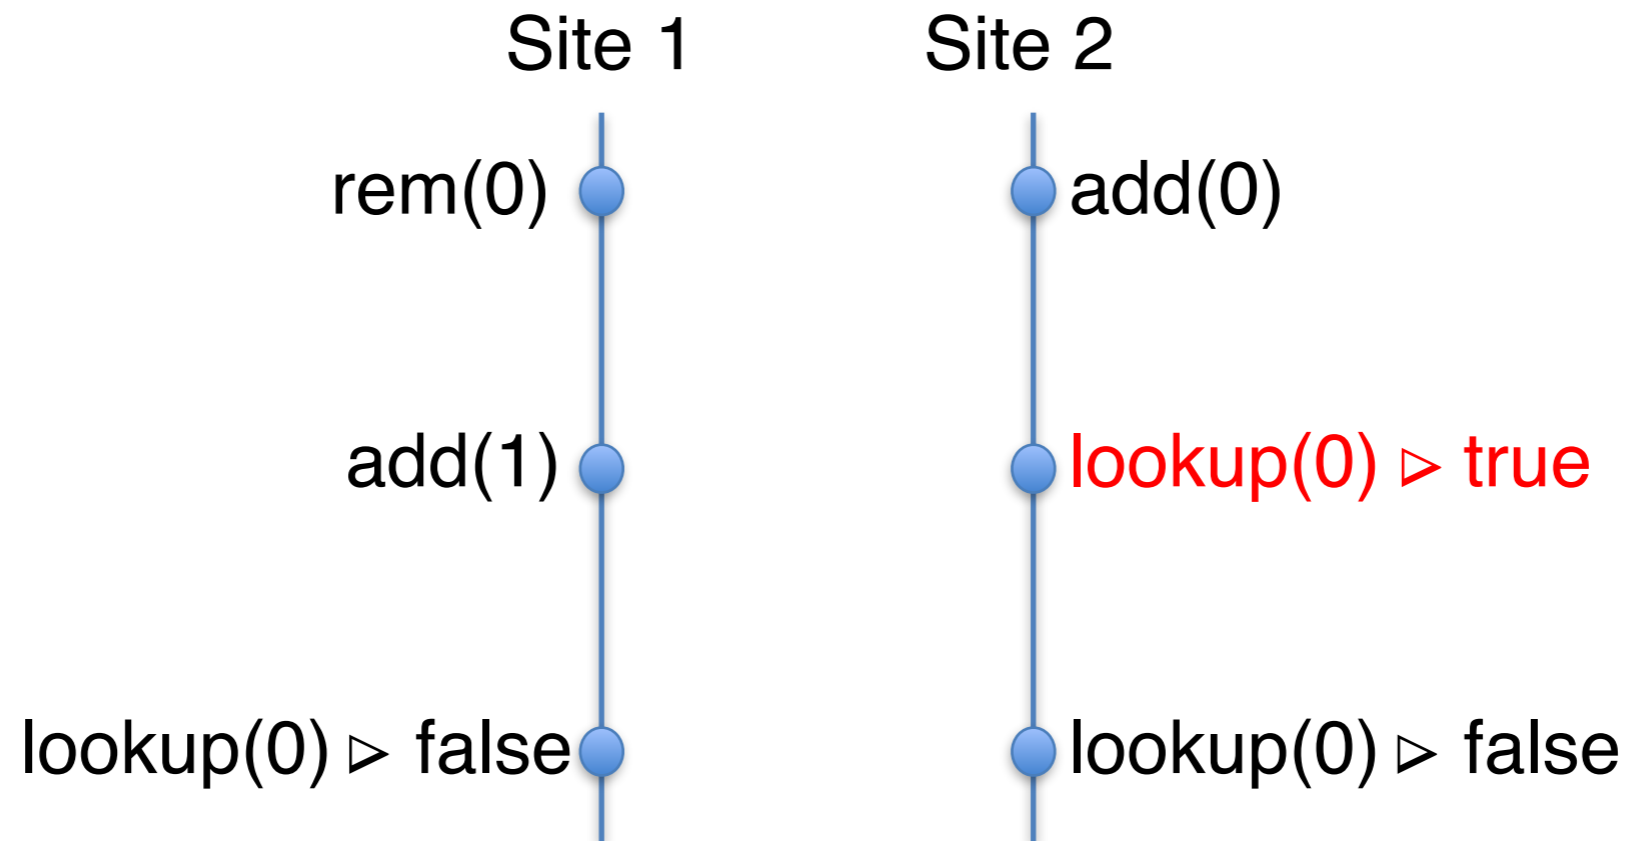 Site 1 Site 2
rem(0) add(0)
add(1) lookup(0) ▹ true
lookup(0) ▹ false lookup(0) ▹ false